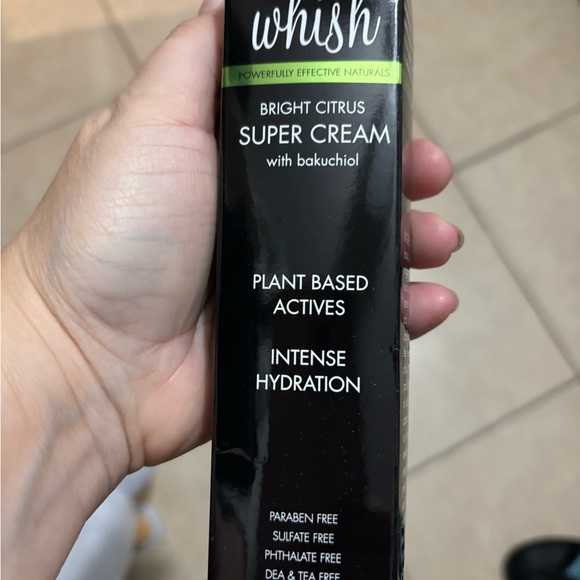 whish
POWERFULLY EFFECTIVE NATURALS
BRIGHT CITRUS
SUPER CREAM
with bakuchiol
PLANT BASED
ACTIVES
INTENSE
HYDRATION
PARABEN FREE
SULFATE FREE
PHTHALATE FREE
DEA & TEA FREE